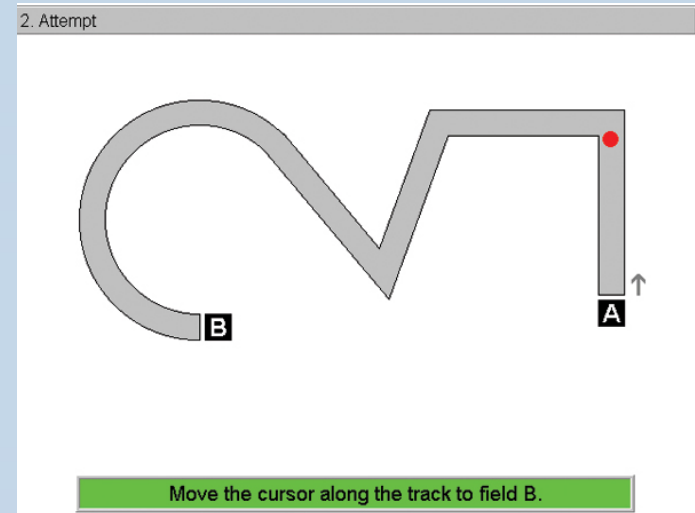 2. Attempt
B
A
Move the cursor along the track to field B.